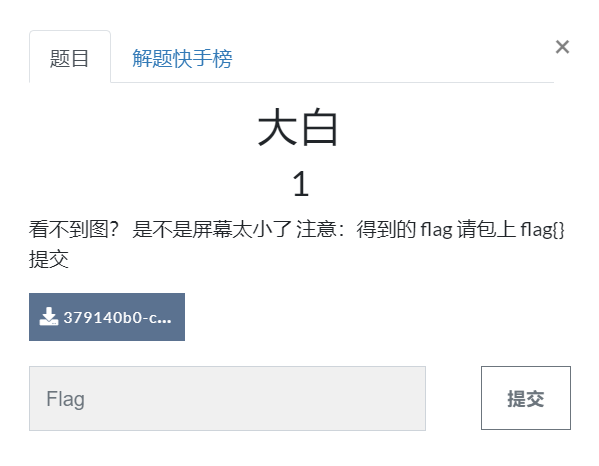 题目
解题快手榜
×
大白
1
看不到图？ 是不是屏幕太小了 注意：得到的 flag 请包上 flag{}
提交
379140b0-c...
Flag
提交